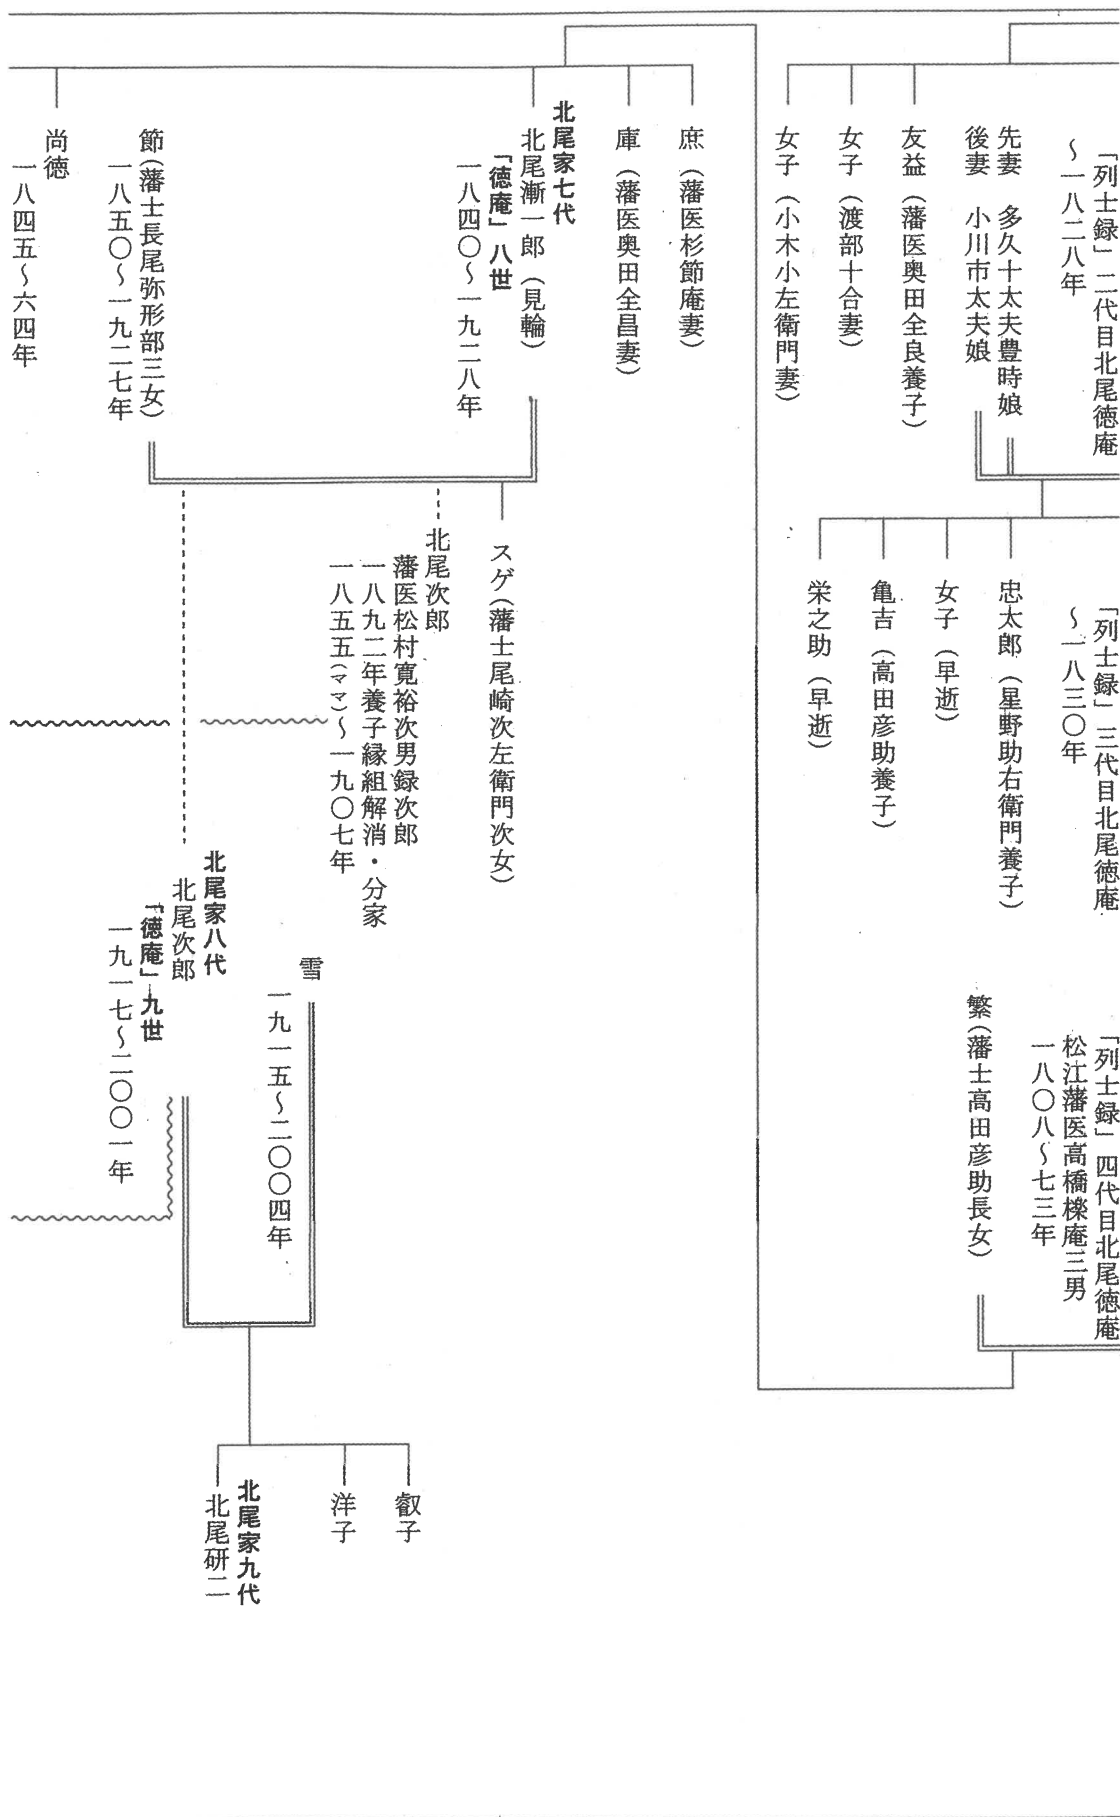 「列士録」二代目北尾徳庵
～一八二八年
先妻　多久十太夫豊時娘
後妻　小川市太夫娘
友益（藩医奥田全良養子）
女子（渡部十合妻）
女子（小木小左衛門妻）
「列士録」三代目北尾徳庵
～一八三〇年
忠太郎（星野助右衛門養子）
女子（早逝）
亀吉（高田彦助養子）
栄之助（早逝）
「列士録」四代目北尾徳庵
松江藩医高橋檪庵三男
一八〇八～七三年
繁（藩士高田彦助長女）
庶（藩医杉節庵妻）
庫（藩医奥田全昌妻）
北尾家七代
北尾漸一郎（見輪）
「徳庵」八世
一八四〇～一九二八年
節（藩士長尾弥形部三女）
一八五〇～一九二七年
尚徳
一八四五～六四年
スゲ（藩士尾崎次左衛門次女）
北尾次郎
藩医松村寛裕次男録次郎
一八九二年養子縁組解消・分家
一八五五（ママ）～一九〇七年
北尾家八代
北尾次郎
「徳庵」九世
一九一七～二〇〇一年
雪
一九一五～二〇〇四年
叡子
洋子
北尾家九代
北尾研二